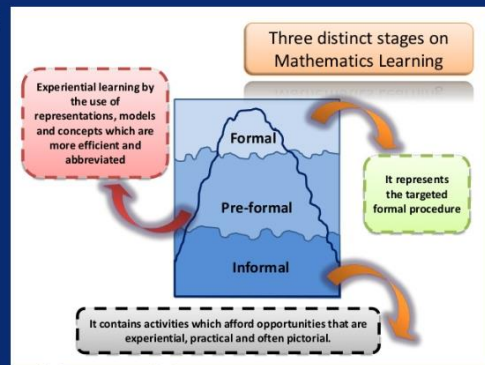 Three distinct stages on
Mathematics Learning
Experiential learning by
the use of
representations, models
and concepts which are
more efficient and
abbreviated
Formal
Pre-formal
Informal
It represents
the targeted
formal procedure
It contains activities which afford opportunities that are
experiential, practical and often pictorial.